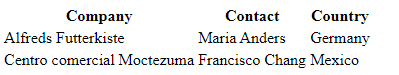 Company Contact Country
Alfreds Futterkiste Maria Anders Germany
Centro comercial Moctezuma Francisco Chang Mexico